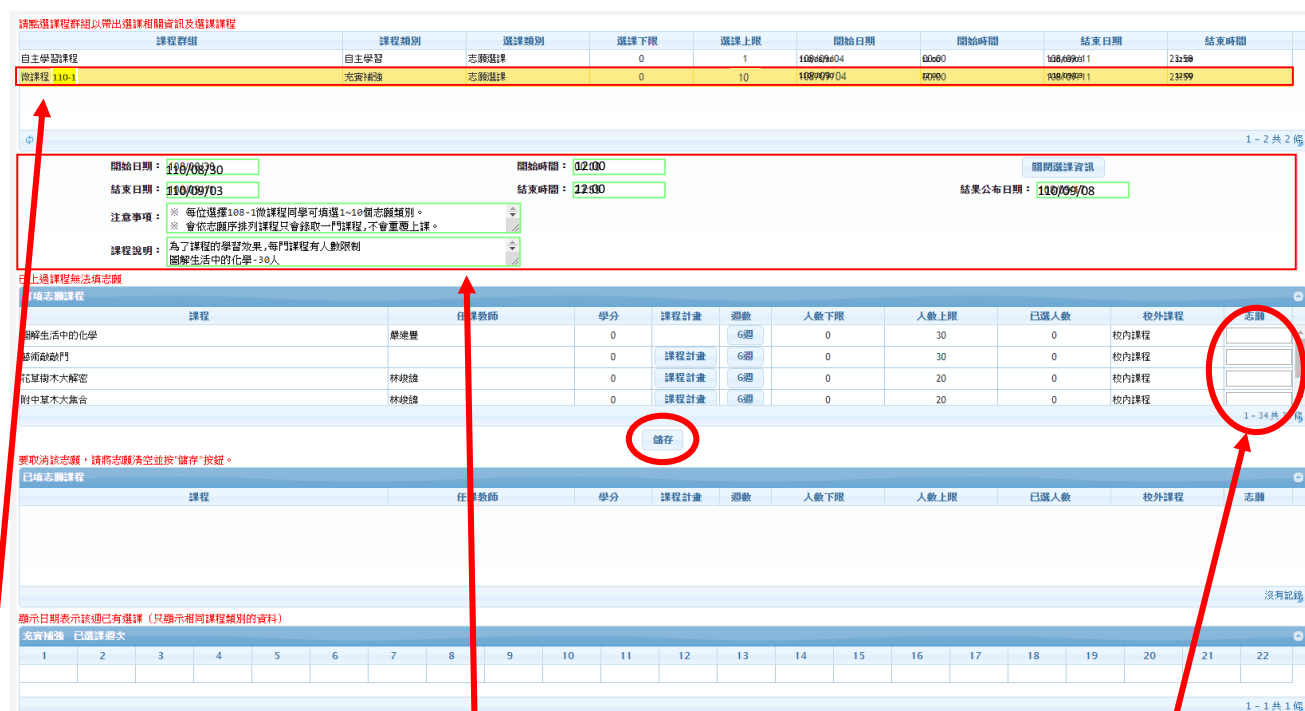 請點選課程群組以帶出選課相關資訊及選課課程
課程群組 課程類別 選課類別 選課下限 選課上限 開始日期 開始時間 結束日期 結束時間
自主學習課程 自主學習 志願選課 0 1
微課程 110-1 充實補強 志願選課 0 10
1 - 2 共 2 條
開始日期： 110/08/30 開始時間： 12:00 關閉選課資訊
結束日期： 110/09/03 結束時間： 結果公布日期： 110/09/08
注意事項： ※ 每位選擇108-1微課程同學可填選1~10個志願類別。
※ 會依志願序排列課程只會錄取一門課程,不會重覆上課。
課程說明： 為了課程的學習效果,每門課程有人數限制
圖解生活中的化學-30人
已上過課程無法填志願
可填志願課程
課程 任課教師 學分 課程計畫 週數 人數下限 人數上限 已選人數 校外課程 志願
圖解生活中的化學 嚴建豐 0 6週 0 30 0 校內課程
藝術敲敲門 0 課程計畫 6週 0 30 0 校內課程
花草樹木大解密 林峻鋒 0 課程計畫 6週 0 20 0 校內課程
附中草木大集合 林峻鋒 0 課程計畫 6週 0 20 0 校內課程
1 - 34 共 條
儲存
要取消該志願，請將志願清空並按"儲存"按鈕。
已填志願課程
課程 任課教師 學分 課程計畫 週數 人數下限 人數上限 已選人數 校外課程 志願
沒有記錄
顯示日期表示該週已有選課（只顯示相同課程類別的資料）
充實補強 已選課週次
1 2 3 4 5 6 7 8 9 10 11 12 13 14 15 16 17 18 19 20 21 22
1 - 1 共 1 條